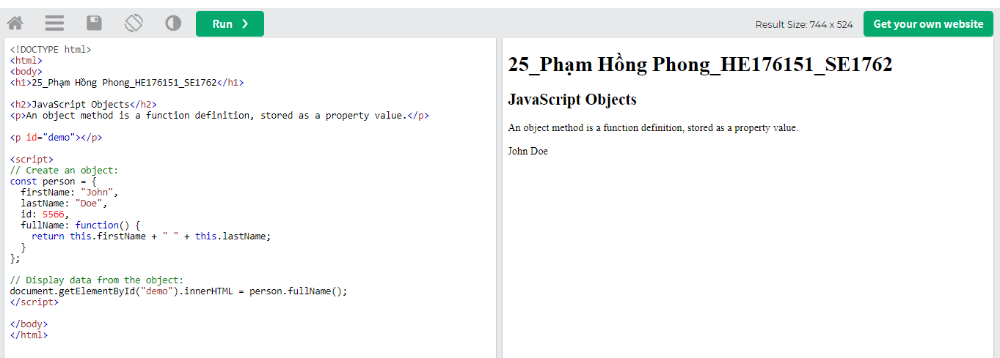 Run ❯
Result Size: 744 x 524
Get your own website
<!DOCTYPE html>
<html>
<body>
<h1>25_Phạm Hồng Phong_HE176151_SE1762</h1>
<h2>JavaScript Objects</h2>
<p>An object method is a function definition, stored as a property value.</p>
<p id="demo"></p>
<script>
// Create an object:
const person = {
  firstName: "John",
  lastName: "Doe",
  id: 5566,
  fullName: function() {
    return this.firstName + " " + this.lastName;
  }
};
// Display data from the object:
document.getElementById("demo").innerHTML = person.fullName();
</script>
</body>
</html>
25_Phạm Hồng Phong_HE176151_SE1762
JavaScript Objects
An object method is a function definition, stored as a property value.
John Doe